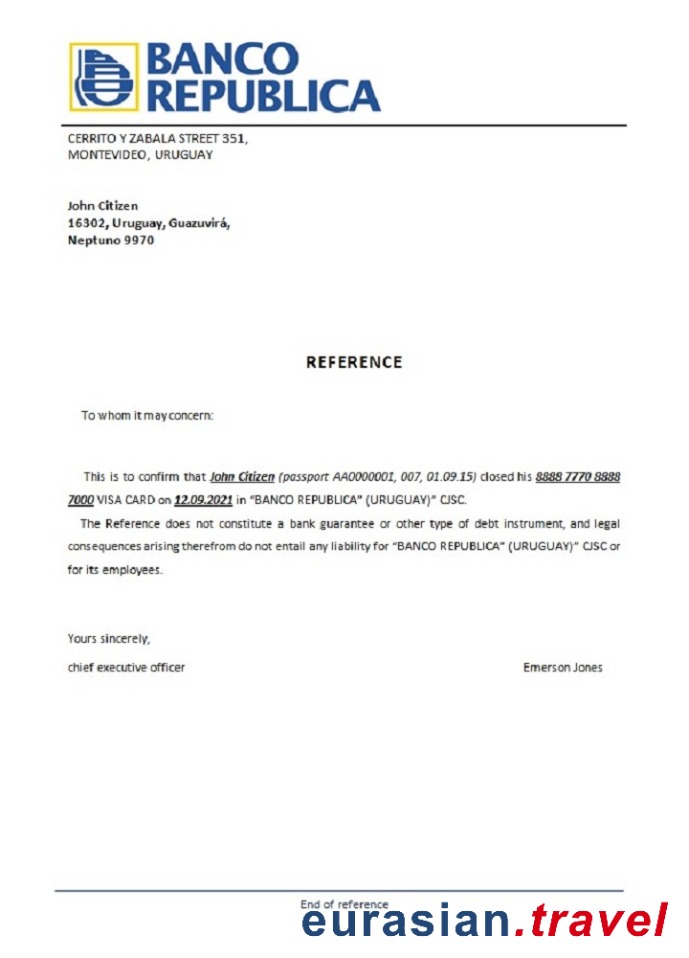 BANCO
REPUBLICA
CERRITO Y ZABALA STREET 351,
MONTEVIDEO, URUGUAY
John Citizen
16302, Uruguay, Guazuvirá,
Neptuno 9970
REFERENCE
To whom it may concern:
This is to confirm that John Citizen (passport AA0000001, 007, 01.09.15) closed his 8888 7770 8888
7000 VISA CARD on 12.09.2021 in “BANCO REPUBLICA” (URUGUAY)” CJSC.
The Reference does not constitute a bank guarantee or other type of debt instrument, and legal
consequences arising therefrom do not entail any liability for “BANCO REPUBLICA” (URUGUAY)” CJSC or
for its employees.
Yours sincerely,
chief executive officer Emerson Jones
End of reference
eurasian.travel